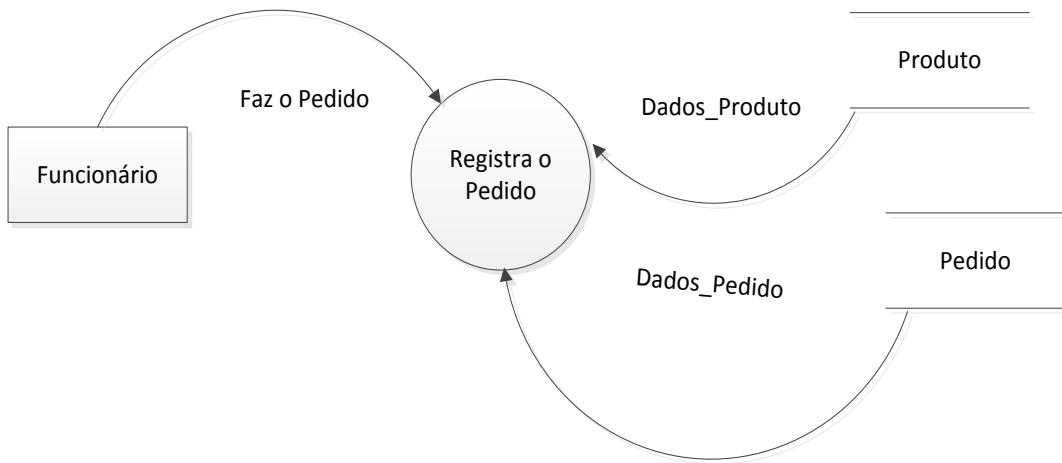 Produto
Faz o Pedido
Dados_Produto
Funcionário
Registra o
Pedido
Pedido
Dados_Pedido